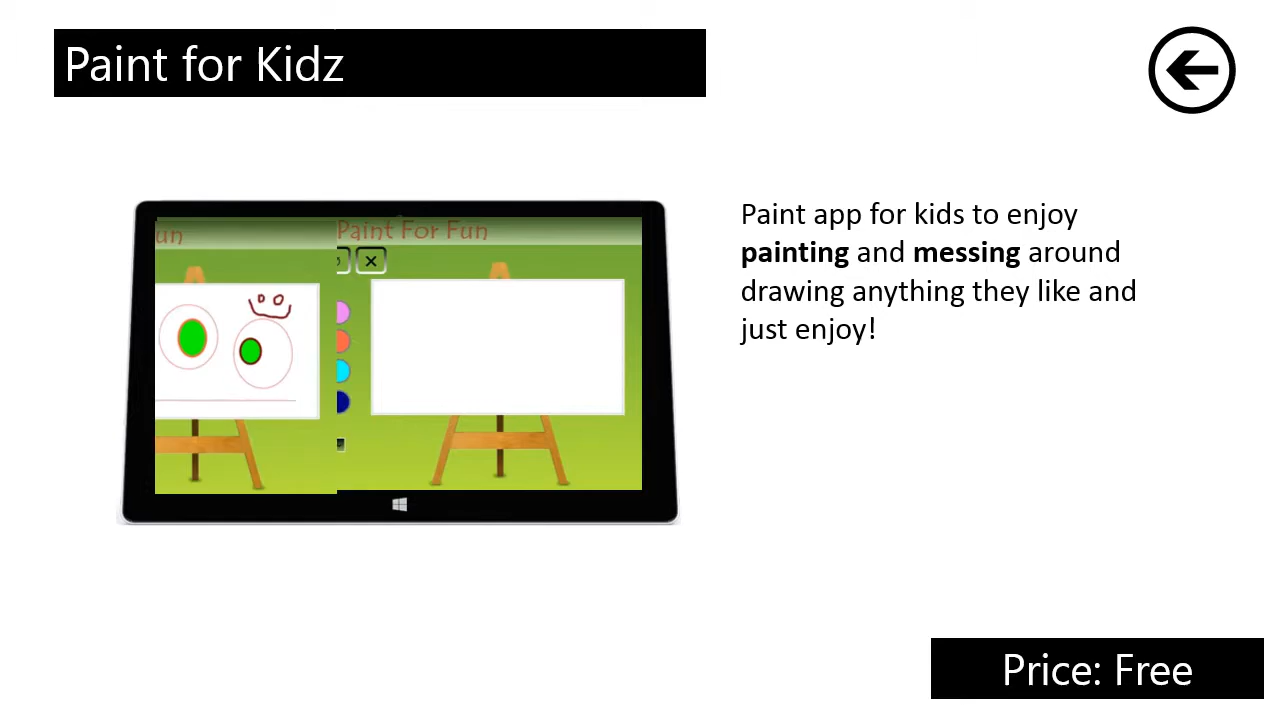 Paint for Kidz
un
Paint For Fun
Paint app for kids to enjoy
painting and messing around
drawing anything they like and
just enjoy!
Price: Free